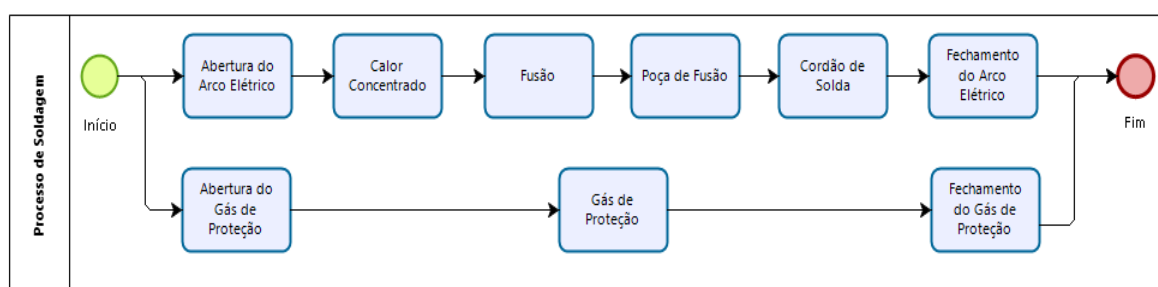 Processo de Soldagem
Início
Abertura do
Arco Elétrico
Calor
Concentrado
Fusão
Poça de Fusão
Cordão de
Solda
Fechamento
do Arco
Elétrico
Fim
Abertura do
Gás de
Proteção
Gás de
Proteção
Fechamento
do Gás de
Proteção